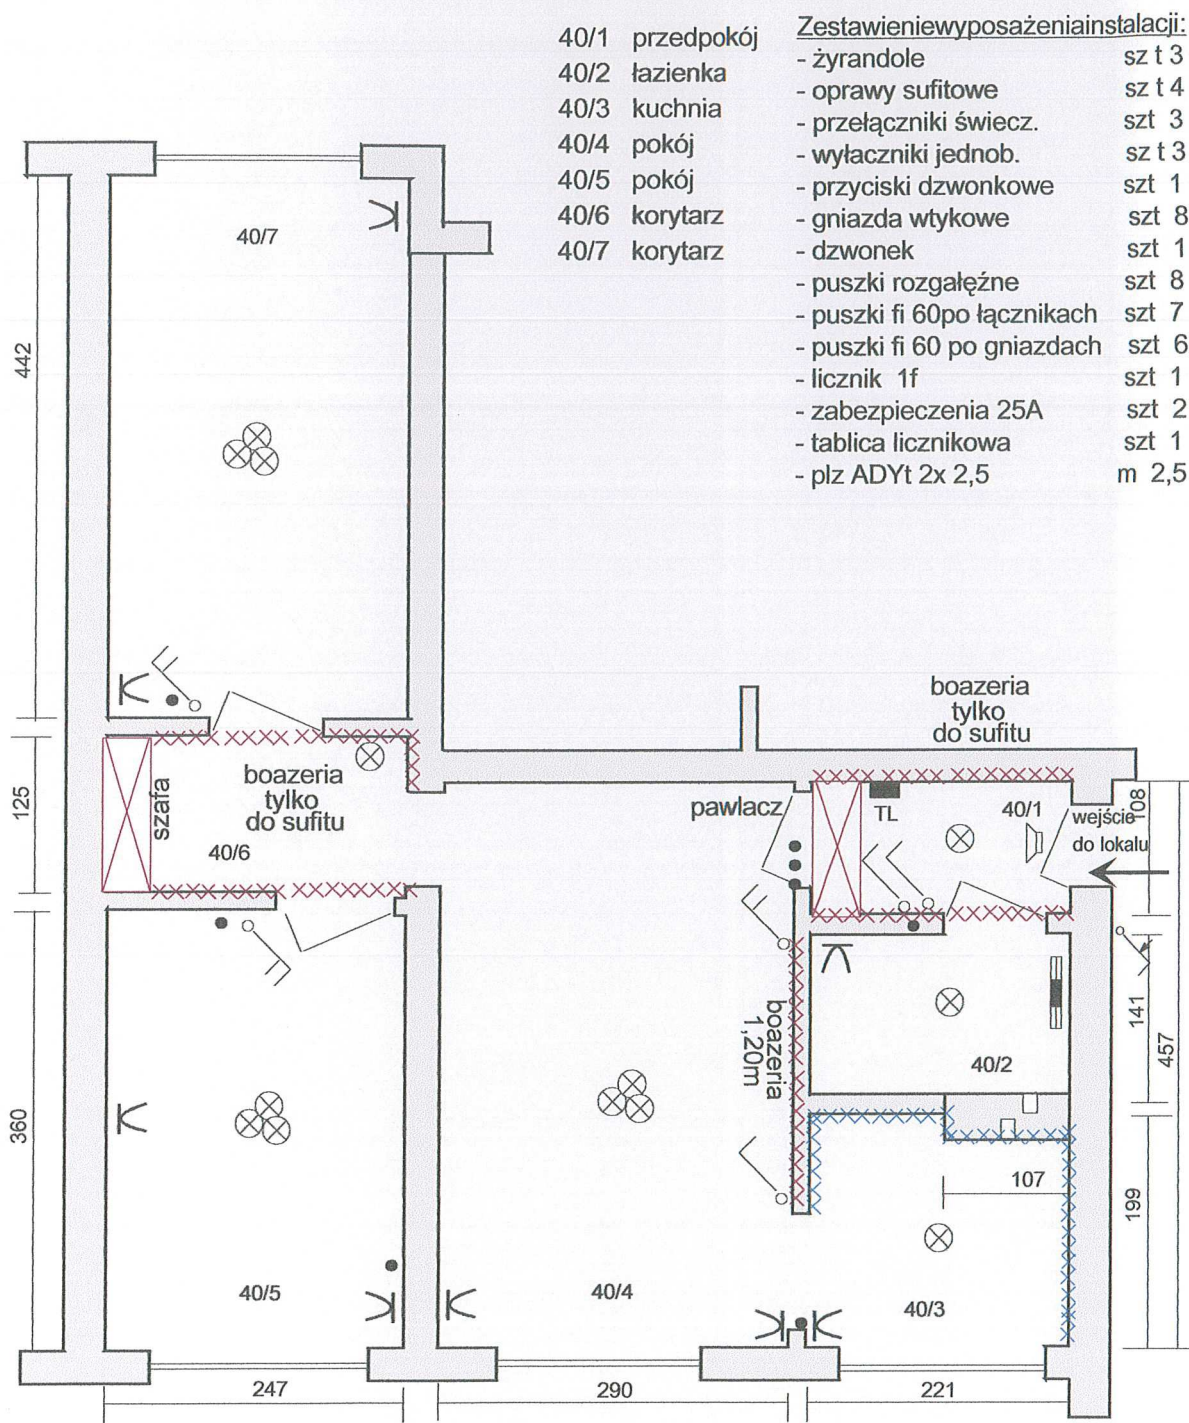 40/1 przedpokój
40/2 łazienka
40/3 kuchnia
40/4 pokój
40/5 pokój
40/6 korytarz
40/7 korytarz
Zestawieniewyposażeniainstalacji:
- żyrandole sz t 3
- oprawy sufitowe sz t 4
- przełączniki świecz. szt 3
- wyłaczniki jednob. sz t 3
- przyciski dzwonkowe szt 1
- gniazda wtykowe szt 8
- dzwonek szt 1
- puszki rozgałęźne szt 8
- puszki fi 60po łącznikach szt 7
- puszki fi 60 po gniazdach szt 6
- licznik 1f szt 1
- zabezpieczenia 25A szt 2
- tablica licznikowa szt 1
- plz ADYt 2x 2,5 m 2,5
40/7
442
boazeria
tylko
do sufitu
125
szafa
boazeria
tylko
do sufitu
40/6
pawlacz
TL
40/1
108
wejście
do lokalu
boazeria
1,20m
40/2
141
457
360
107
199
40/5
40/4
40/3
247
290
221